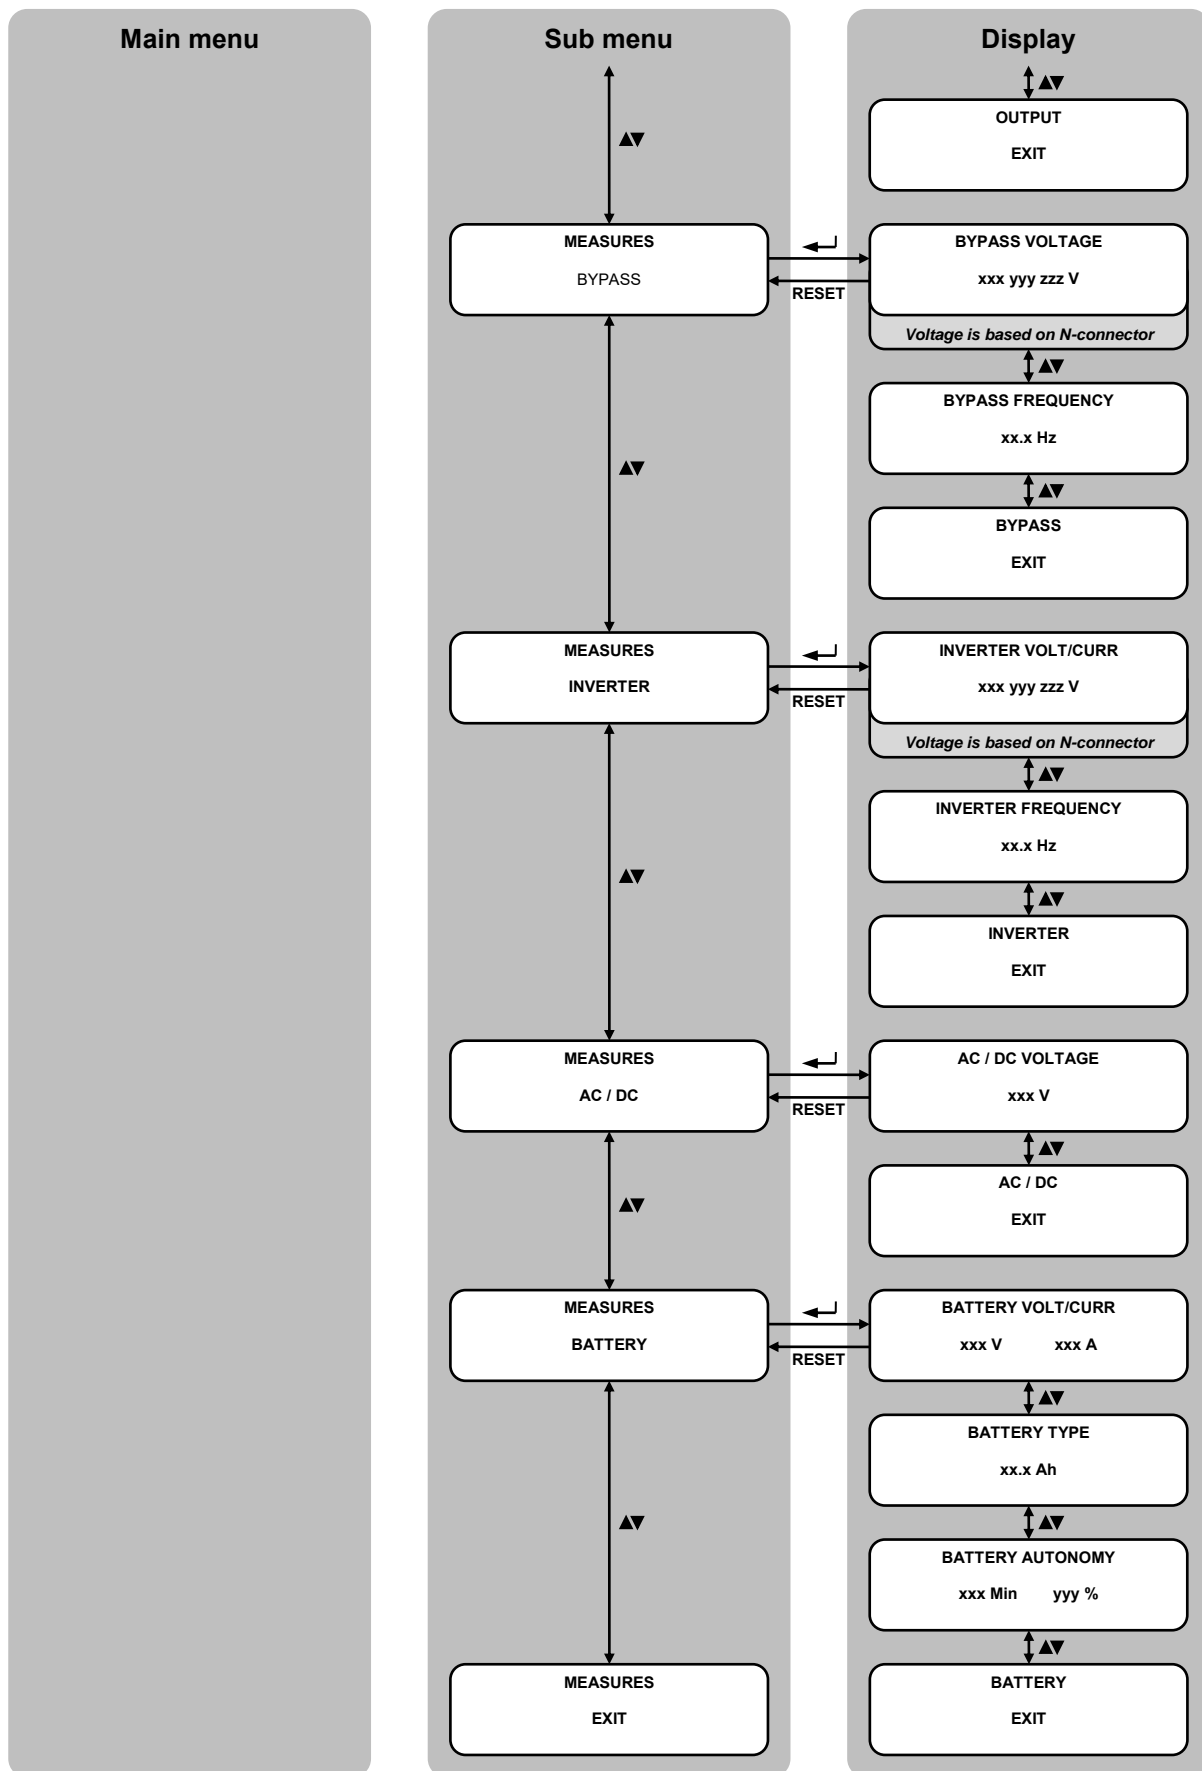 Main menu
Sub menu
Display
▲▼
OUTPUT
EXIT
▲▼
MEASURES
BYPASS
RESET
BYPASS VOLTAGE
xxx yyy zzz V
Voltage is based on N-connector
▲▼
BYPASS FREQUENCY
xx.x Hz
▲▼
▲▼
BYPASS
EXIT
MEASURES
INVERTER
RESET
INVERTER VOLT/CURR
xxx yyy zzz V
Voltage is based on N-connector
▲▼
INVERTER FREQUENCY
xx.x Hz
▲▼
▲▼
INVERTER
EXIT
MEASURES
AC / DC
RESET
AC / DC VOLTAGE
xxx V
▲▼
AC / DC
EXIT
▲▼
MEASURES
BATTERY
RESET
BATTERY VOLT/CURR
xxx V xxx A
▲▼
BATTERY TYPE
xx.x Ah
▲▼
▲▼
BATTERY AUTONOMY
xxx Min yyy %
▲▼
MEASURES
EXIT
BATTERY
EXIT